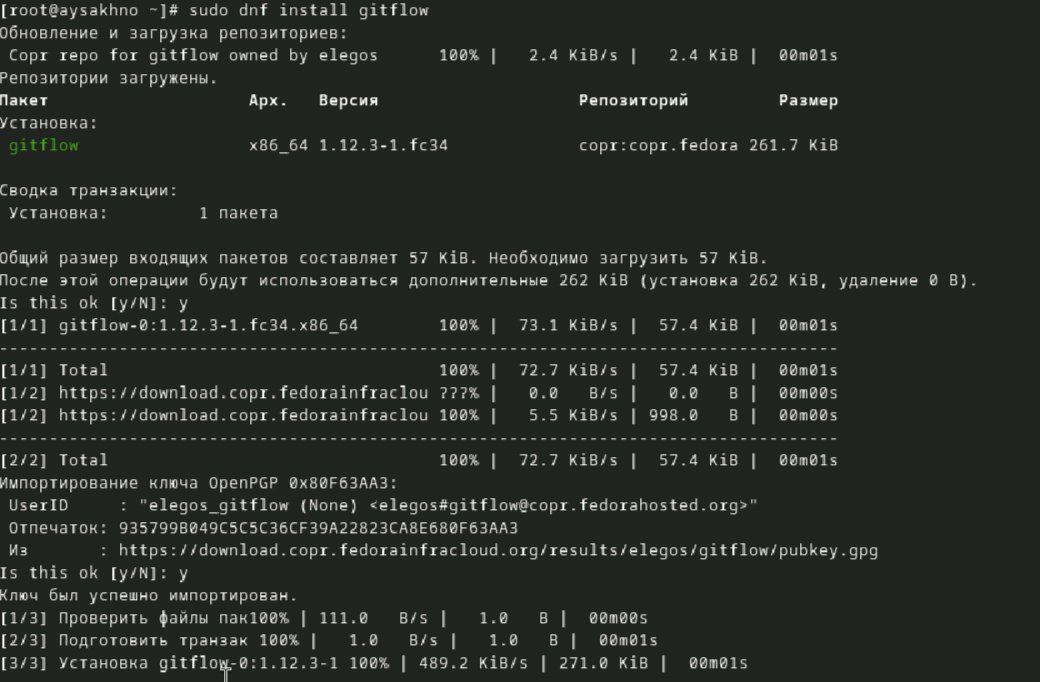 [root@aysakhno ~]# sudo dnf install gitflow
Обновление и загрузка репозиториев:
 Copr repo for gitflow owned by elegos      100% |   2.4 KiB/s |   2.4 KiB |  00m01s
Репозитории загружены.
Пакет                    Арх.   Версия                    Репозиторий         Размер
Установка:
 gitflow                 x86_64 1.12.3-1.fc34             copr:copr.fedora 261.7 KiB
Сводка транзакции:
 Установка:         1 пакета
Общий размер входящих пакетов составляет 57 KiB. Необходимо загрузить 57 KiB.
После этой операции будут использоваться дополнительные 262 KiB (установка 262 KiB, удаление 0 B).
Is this ok [y/N]: y
[1/1] gitflow-0:1.12.3-1.fc34.x86_64        100% |  73.1 KiB/s |  57.4 KiB |  00m01s
------------------------------------------------------------------------------------
[1/1] Total                                 100% |  72.7 KiB/s |  57.4 KiB |  00m01s
[1/2] https://download.copr.fedorainfraclou ???% |   0.0   B/s |   0.0   B |  00m00s
[1/2] https://download.copr.fedorainfraclou 100% |   5.5 KiB/s | 998.0   B |  00m00s
------------------------------------------------------------------------------------
[2/2] Total                                 100% |  72.7 KiB/s |  57.4 KiB |  00m01s
Импортирование ключа OpenPGP 0x80F63AA3:
 UserID     : "elegos_gitflow (None) <elegos#gitflow@copr.fedorahosted.org>"
 Отпечаток: 935799B049C5C5C36CF39A22823CA8E680F63AA3
 Из       : https://download.copr.fedorainfracloud.org/results/elegos/gitflow/pubkey.gpg
Is this ok [y/N]: y
Ключ был успешно импортирован.
[1/3] Проверить файлы пак100% | 111.0   B/s |   1.0   B |  00m00s
[2/3] Подготовить транзак 100% |   1.0   B/s |   1.0   B |  00m01s
[3/3] Установка gitflow-0:1.12.3-1 100% | 489.2 KiB/s | 271.0 KiB |  00m01s